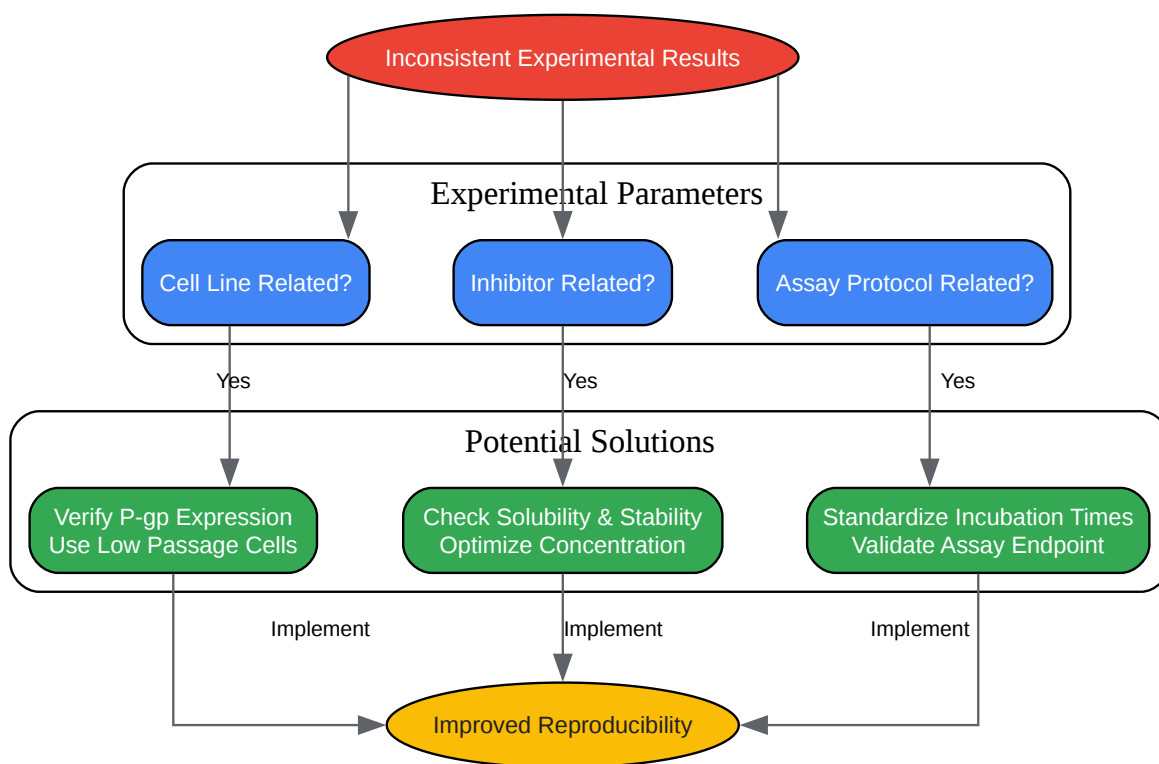 Inconsistent Experimental Results
Experimental Parameters
Cell Line Related?
Inhibitor Related?
Assay Protocol Related?
Yes
Yes
Yes
Potential Solutions
Verify P-gp Expression
Use Low Passage Cells
Check Solubility & Stability
Optimize Concentration
Standardize Incubation Times
Validate Assay Endpoint
Implement
Implement
Implement
Improved Reproducibility